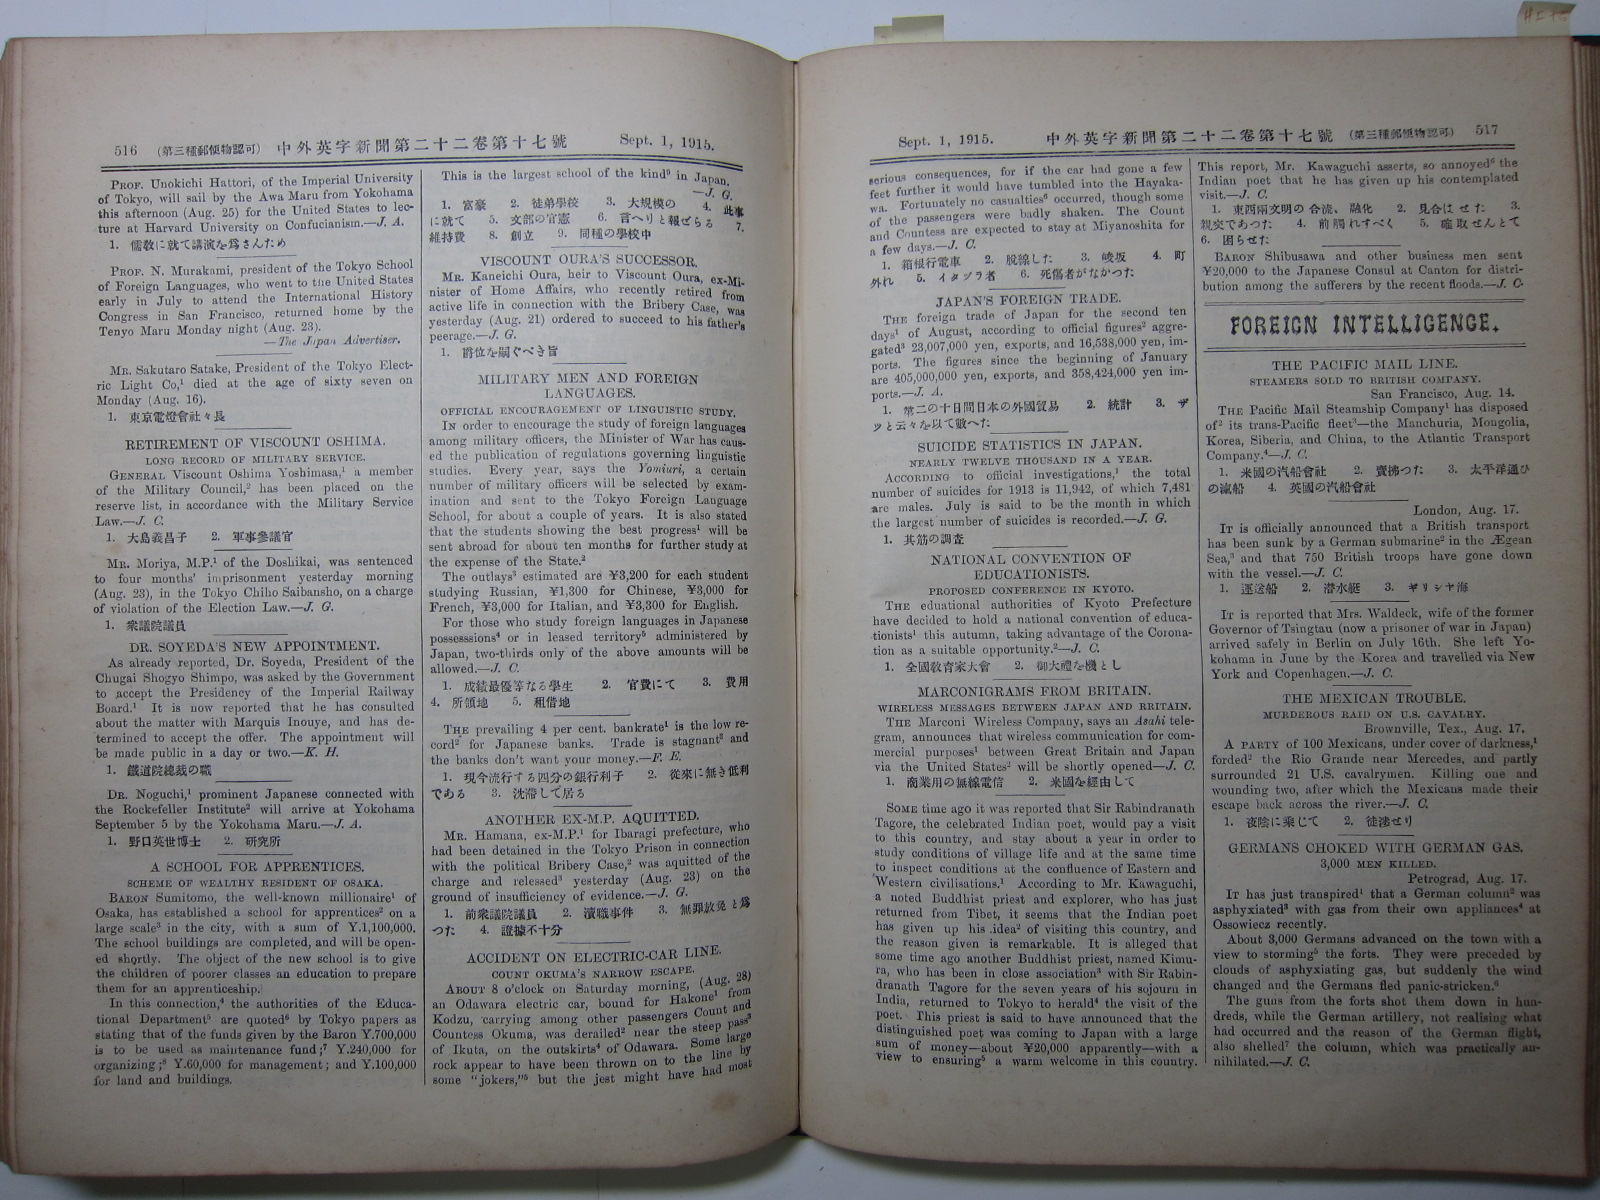 516 (第三種郵便物認可) 中外英字新聞第二十二卷第十七號 Sept. 1, 1915.
PROF. Unokichi Hattori, of the Imperial University
of Tokyo, will sail by the Awa Maru from Yokohama
this afternoon (Aug. 25) for the United States to lec-
ture at Harvard University on Confucianism.—J. A.
1. 儒敎に就て講演を爲さんため
PROF. N. Murakami, president of the Tokyo School
of Foreign Languages, who went to the United States
early in July to attend the International History
Congress in San Francisco, returned home by the
Tenyo Maru Monday night (Aug. 23).
—The Japan Advertiser.
MR. Sakutaro Satake, President of the Tokyo Elect-
ric Light Co,¹ died at the age of sixty seven on
Monday (Aug. 16).
1. 東京電燈會社々長
RETIREMENT OF VISCOUNT OSHIMA.
LONG RECORD OF MILITARY SERVICE.
GENERAL Viscount Oshima Yoshimasa,¹ a member
of the Military Council,² has been placed on the
reserve list, in accordance with the Military Service
Law.—J. C.
1. 大島義昌子 2. 軍事參議官
MR. Moriya, M.P.¹ of the Doshikai, was sentenced
to four months' imprisonment yesterday morning
(Aug. 23), in the Tokyo Chiho Saibansho, on a charge
of violation of the Election Law.—J. G.
1. 衆議院議員
DR. SOYEDA'S NEW APPOINTMENT.
As already reported, Dr. Soyeda, President of the
Chugai Shogyo Shimpo, was asked by the Government
to accept the Presidency of the Imperial Railway
Board.¹ It is now reported that he has consulted
about the matter with Marquis Inouye, and has de-
termined to accept the offer. The appointment will
be made public in a day or two.—K. H.
1. 鐵道院總裁の職
DR. Noguchi,¹ prominent Japanese connected with
the Rockefeller Institute² will arrive at Yokohama
September 5 by the Yokohama Maru.—J. A.
1. 野口英世博士 2. 研究所
A SCHOOL FOR APPRENTICES.
SCHEME OF WEALTHY RESIDENT OF OSAKA.
BARON Sumitomo, the well-known millionaire¹ of
Osaka, has established a school for apprentices² on a
large scale³ in the city, with a sum of Y.1,100,000.
The school buildings are completed, and will be open-
ed shortly. The object of the new school is to give
the children of poorer classes an education to prepare
them for an apprenticeship.
In this connection,⁴ the authorities of the Educa-
tional Department⁵ are quoted⁶ by Tokyo papers as
stating that of the funds given by the Baron Y.700,000
is to be used as maintenance fund;⁷ Y.240,000 for
organizing;⁸ Y.60,000 for management; and Y.100,000
for land and buildings.
This is the largest school of the kind⁹ in Japan.
—J. G.
1. 富豪 2. 徒弟學校 3. 大規模の 4. 此事
に就て 5. 文部の官憲 6. 言へりと報ぜらる 7.
維持費 8. 創立 9. 同種の學校中
VISCOUNT OURA'S SUCCESSOR.
MR. Kaneichi Oura, heir to Viscount Oura, ex-Mi-
nister of Home Affairs, who recently retired from
active life in connection with the Bribery Case, was
yesterday (Aug. 21) ordered to succeed to his father's
peerage.—J. G.
1. 爵位を嗣ぐべき旨
MILITARY MEN AND FOREIGN
LANGUAGES.
OFFICIAL ENCOURAGEMENT OF LINGUISTIC STUDY.
IN order to encourage the study of foreign languages
among military officers, the Minister of War has caus-
ed the publication of regulations governing linguistic
studies. Every year, says the Yomiuri, a certain
number of military officers will be selected by exam-
ination and sent to the Tokyo Foreign Language
School, for about a couple of years. It is also stated
that the students showing the best progress¹ will be
sent abroad for about ten months for further study at
the expense of the State.²
The outlays³ estimated are ¥3,200 for each student
studying Russian, ¥1,300 for Chinese, ¥3,000 for
French, ¥3,000 for Italian, and ¥3,300 for English.
For those who study foreign languages in Japanese
possesssions⁴ or in leased territory⁵ administered by
Japan, two-thirds only of the above amounts will be
allowed.—J. C.
1. 成績最優等なる學生 2. 官費にて 3. 費用
4. 所領地 5. 租借地
THE prevailing 4 per cent. bankrate¹ is the low re-
cord² for Japanese banks. Trade is stagnant³ and
the banks don't want your money.—F. E.
1. 現今流行する四分の銀行利子 2. 從來に無き低利
である 3. 沈滯して居る
ANOTHER EX-M.P. AQUITTED.
MR. Hamana, ex-M.P.¹ for Ibaragi prefecture, who
had been detained in the Tokyo Prison in connection
with the political Bribery Case,² was aquitted of the
charge and released³ yesterday (Aug. 23) on the
ground of insufficiency of evidence.—J. G.
1. 前衆議院議員 2. 瀆職事件 3. 無罪放免と爲
つた 4. 證據不十分
ACCIDENT ON ELECTRIC-CAR LINE.
COUNT OKUMA'S NARROW ESCAPE.
ABOUT 8 o'clock on Saturday morning, (Aug. 28)
an Odawara electric car, bound for Hakone¹ from
Kodzu, carrying among other passengers Count and
Countess Okuma, was derailed² near the steep pass³
of Ikuta, on the outskirts⁴ of Odawara. Some large
rock appear to have been thrown on to the line by
some "jokers,"⁵ but the jest might have had most
Sept. 1, 1915. 中外英字新聞第二十二卷第十七號 (第三種郵便物認可) 517
serious consequences, for if the car had gone a few
feet further it would have tumbled into the Hayaka-
wa. Fortunately no casualties⁶ occurred, though some
of the passengers were badly shaken. The Count
and Countess are expected to stay at Miyanoshita for
a few days.—J. C.
1. 箱根行電車 2. 脫線した 3. 峻坂 4. 町
外れ 5. イタヅラ者 6. 死傷者がなかつた
JAPAN'S FOREIGN TRADE.
THE foreign trade of Japan for the second ten
days¹ of August, according to official figures² aggre-
gated³ 23,007,000 yen, exports, and 16,538,000 yen, im-
ports. The figures since the beginning of January
are 405,000,000 yen, exports, and 358,424,000 yen im-
ports.—J. A.
1. 第二の十日間日本の外國貿易 2. 統計 3. ザ
ツと云々を以て數へた
SUICIDE STATISTICS IN JAPAN.
NEARLY TWELVE THOUSAND IN A YEAR.
ACCORDING to official investigations,¹ the total
number of suicides for 1913 is 11,942, of which 7,481
are males. July is said to be the month in which
the largest number of suicides is recorded.—J. G.
1. 其筋の調査
NATIONAL CONVENTION OF
EDUCATIONISTS.
PROPOSED CONFERENCE IN KYOTO.
THE eduational authorities of Kyoto Prefecture
have decided to hold a national convention of educa-
tionists¹ this autumn, taking advantage of the Corona-
tion as a suitable opportunity.²—J. C.
1. 全國敎育家大會 2. 御大禮を機とし
MARCONIGRAMS FROM BRITAIN.
WIRELESS MESSAGES BETWEEN JAPAN AND BRITAIN.
THE Marconi Wireless Company, says an Asahi tele-
gram, announces that wireless communication for com-
mercial purposes¹ between Great Britain and Japan
via the United States² will be shortly opened—J. C.
1. 商業用の無線電信 2. 米國を經由して
SOME time ago it was reported that Sir Rabindranath
Tagore, the celebrated Indian poet, would pay a visit
to this country, and stay about a year in order to
study conditions of village life and at the same time
to inspect conditions at the confluence of Eastern and
Western civilisations.¹ According to Mr. Kawaguchi,
a noted Buddhist priest and explorer, who has just
returned from Tibet, it seems that the Indian poet
has given up his idea² of visiting this country, and
the reason given is remarkable. It is alleged that
some time ago another Buddhist priest, named Kimu-
ra, who has been in close association³ with Sir Rabin-
dranath Tagore for the seven years of his sojourn in
India, returned to Tokyo to herald⁴ the visit of the
poet. This priest is said to have announced that the
distinguished poet was coming to Japan with a large
sum of money—about ¥20,000 apparently—with a
view to ensuring⁵ a warm welcome in this country.
This report, Mr. Kawaguchi asserts, so annoyed⁶ the
Indian poet that he has given up his contemplated
visit.—J. C.
1. 東西兩文明の合流、融化 2. 見合はせた 3.
親交であつた 4. 前觸れすべく 5. 確取せんとて
6. 困らせた
BARON Shibusawa and other business men sent
¥20,000 to the Japanese Consul at Canton for distri-
bution among the sufferers by the recent floods.—J. C.
FOREIGN INTELLIGENCE.
THE PACIFIC MAIL LINE.
STEAMERS SOLD TO BRITISH COMPANY.
San Francisco, Aug. 14.
THE Pacific Mail Steamship Company¹ has disposed
of² its trans-Pacific fleet³—the Manchuria, Mongolia,
Korea, Siberia, and China, to the Atlantic Transport
Company.⁴—J. C.
1. 米國の汽船會社 2. 賣拂つた 3. 太平洋通ひ
の滊船 4. 英國の汽船會社
London, Aug. 17.
IT is officially announced that a British transport
has been sunk by a German submarine² in the Ægean
Sea,³ and that 750 British troops have gone down
with the vessel.—J. C.
1. 運送船 2. 潜水艇 3. ギリシヤ海
IT is reported that Mrs. Waldeck, wife of the former
Governor of Tsingtau (now a prisoner of war in Japan)
arrived safely in Berlin on July 16th. She left Yo-
kohama in June by the Korea and travelled via New
York and Copenhagen.—J. C.
THE MEXICAN TROUBLE.
MURDEROUS RAID ON U.S. CAVALRY.
Brownville, Tex., Aug. 17.
A PARTY of 100 Mexicans, under cover of darkness,¹
forded² the Rio Grande near Mercedes, and partly
surrounded 21 U.S. cavalrymen. Killing one and
wounding two, after which the Mexicans made their
escape back across the river.—J. C.
1. 夜陰に乘じて 2. 徒渉せり
GERMANS CHOKED WITH GERMAN GAS.
3,000 MEN KILLED.
Petrograd, Aug. 17.
IT has just transpired¹ that a German column² was
asphyxiated³ with gas from their own appliances⁴ at
Ossowiecz recently.
About 3,000 Germans advanced on the town with a
view to storming⁵ the forts. They were preceded by
clouds of asphyxiating gas, but suddenly the wind
changed and the Germans fled panic-stricken.⁶
The guns from the forts shot them down in hun-
dreds, while the German artillery, not realising what
had occurred and the reason of the German flight,
also shelled⁷ the column, which was practically an-
nihilated.—J. C.